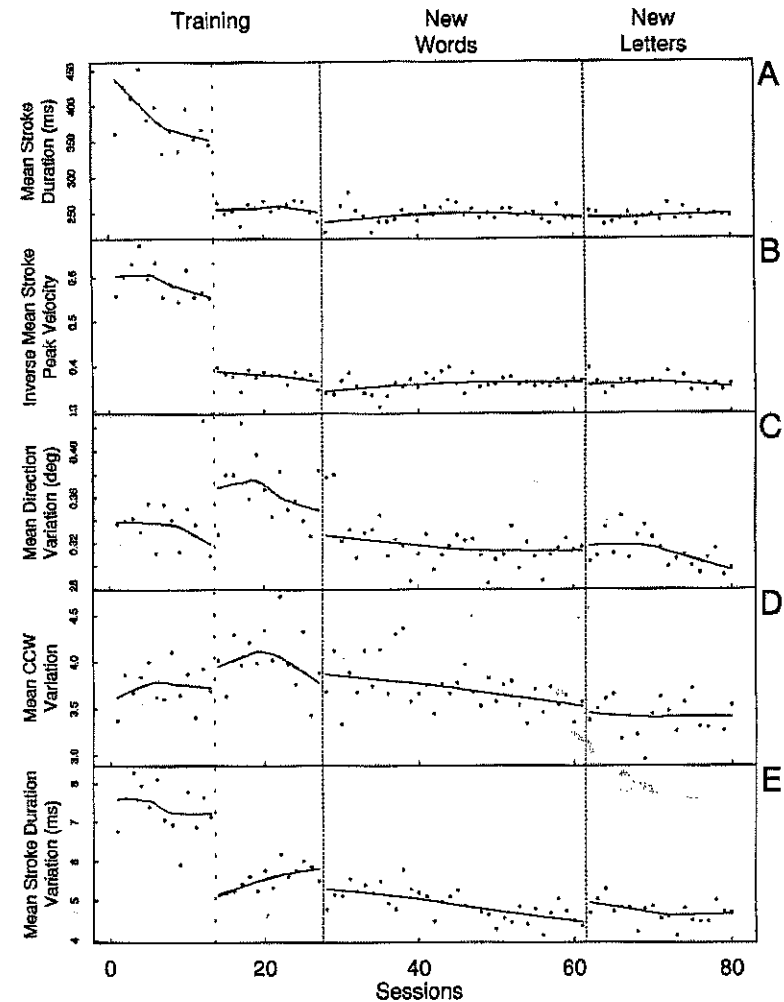 Training
New
Words
New
Letters
A
Mean Stroke
Duration (ms)
450
400
350
300
250
B
Inverse Mean Stroke
Peak Velocity
0.6
0.5
0.4
C
Mean Direction
Variation (deg)
0.40
0.36
0.32
D
Mean CCW
Variation
4.5
4.0
3.5
3.0
E
Mean Stroke Duration
Variation (ms)
8
7
6
5
4
0
20
40
60
80
Sessions